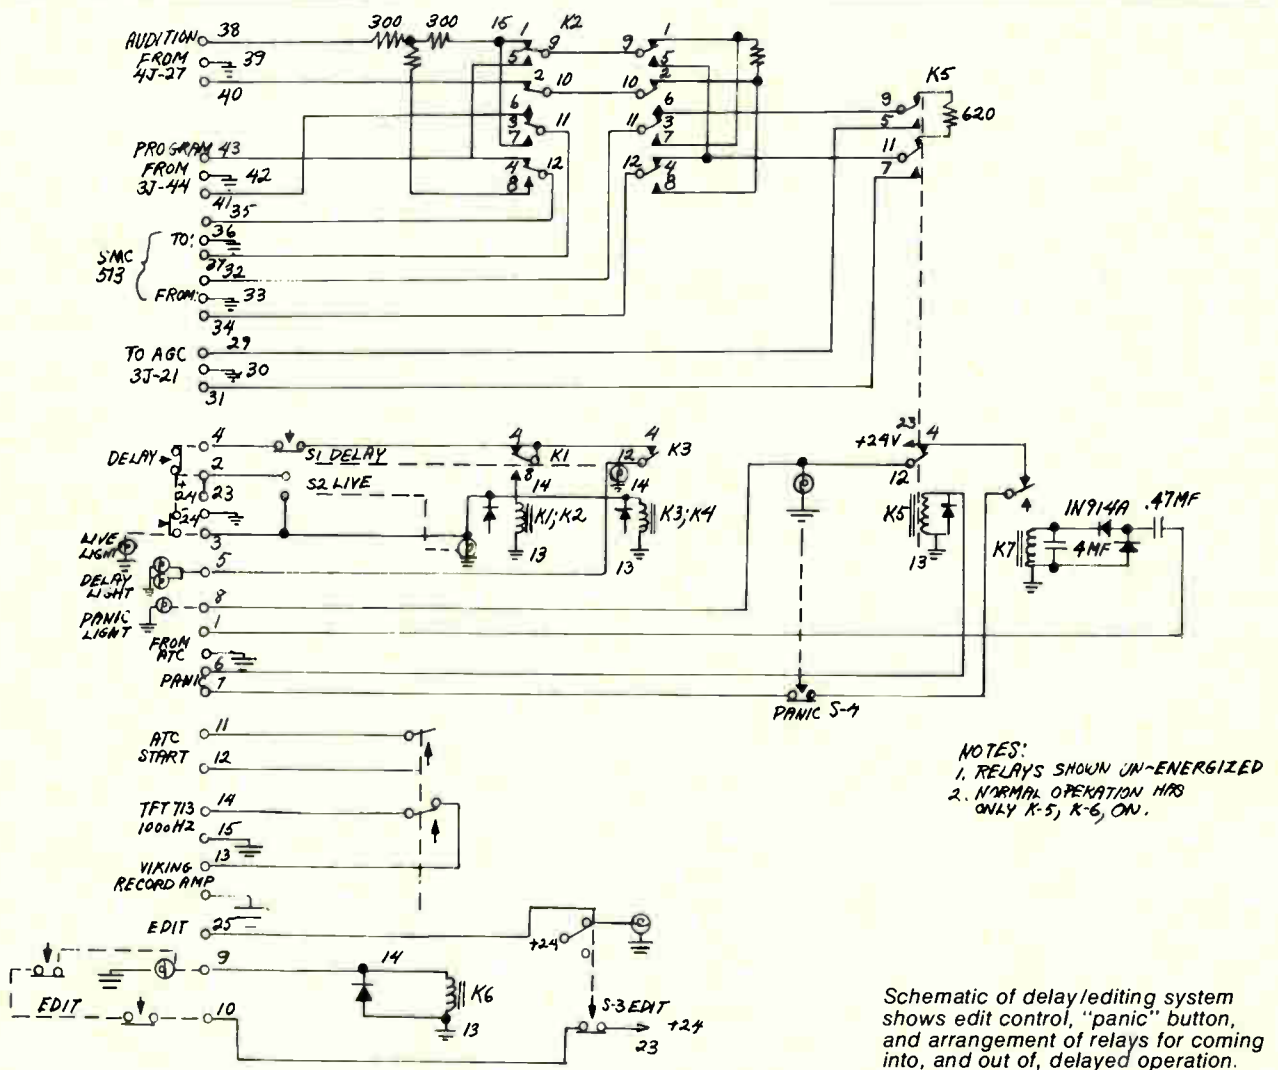 300 300 16 K2
AUDITION 38 1 9 9 1
FROM 39 5 5
4J-27
40 2 10 10 2 K5
6 6 9
3 11 11 3 5 620
7 7
PROGRAM 43 11
FROM 42 4 12 12 4 7
3J-44 8 8
41
35
TO: 36
SMC 27
513 32
FROM: 33
34
TO AGC 29
3J-21 30
31
4 4 4 23
DELAY S1 DELAY K1 12 K3 +24V 4
2 8 12
24 23 S2 LIVE 14 14
24 K1;K2 K3;K4 K5 1N914A .47MF
LIVE 3 K7 4MF
LIGHT 13 13 13
5
DELAY
LIGHT 8
PANIC
LIGHT 1
FROM
ATC
6
PANIC 7
PANIC S-4
ATC 11
START 12
NOTES:
1. RELAYS SHOWN UN-ENERGIZED
2. NORMAL OPERATION HAS
ONLY K-5, K-6, ON.
TFT 713 14
1000HZ 15
VIKING 13
RECORD AMP
EDIT 25
+24
9 14
K6
EDIT 10 13
S-3 EDIT
+24
23
Schematic of delay/editing system
shows edit control, "panic" button,
and arrangement of relays for coming
into, and out of, delayed operation.